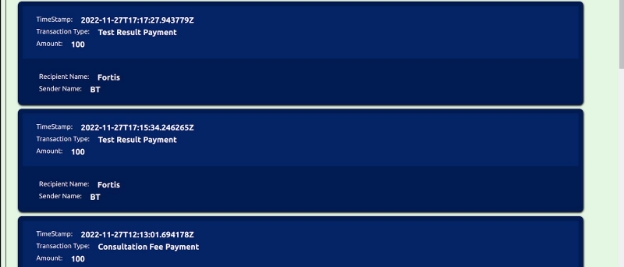 TimeStamp: 2022-11-27T17:17:27.943779Z
Transaction Type: Test Result Payment
Amount: 100
Recipient Name: Fortis
Sender Name: BT
TimeStamp: 2022-11-27T17:15:34.246265Z
Transaction Type: Test Result Payment
Amount: 100
Recipient Name: Fortis
Sender Name: BT
TimeStamp: 2022-11-27T12:13:01.694178Z
Transaction Type: Consultation Fee Payment
Amount: 100